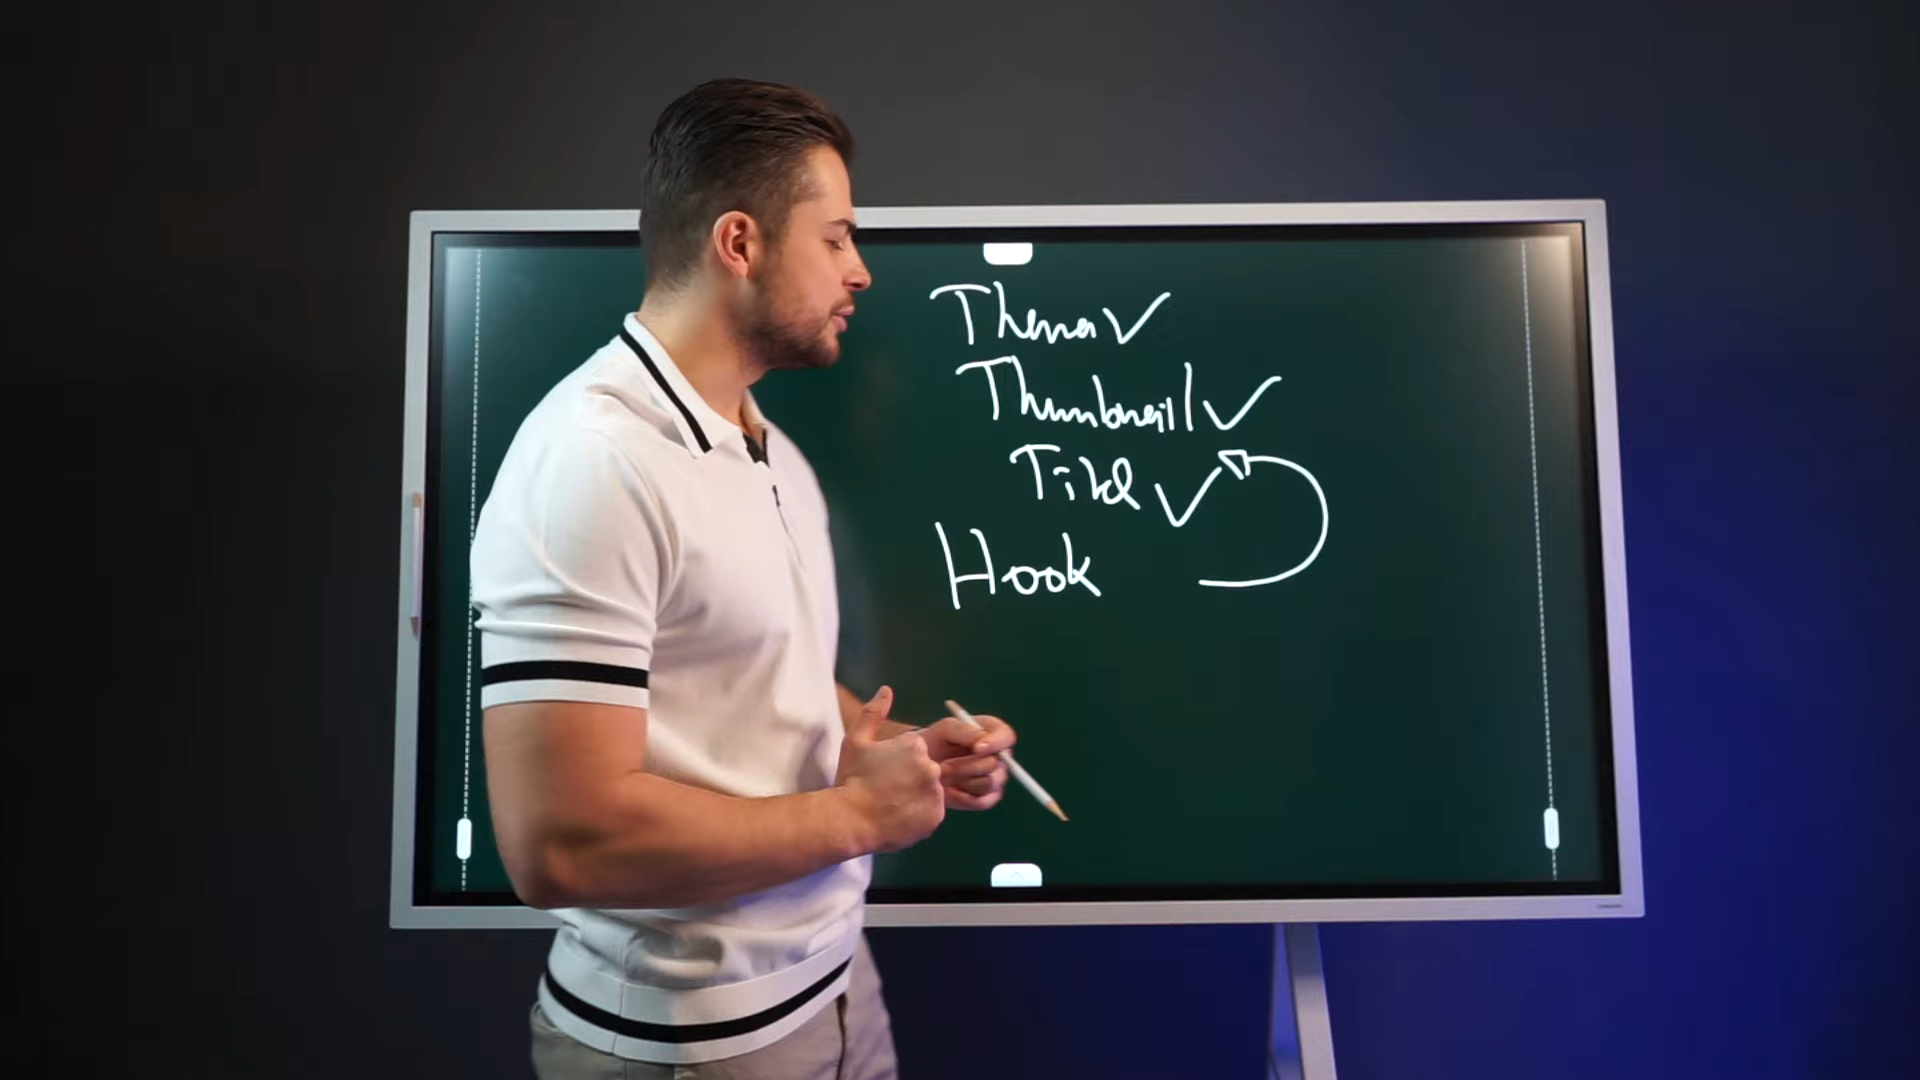 Thema ✓
Thumbnail ✓
Titel ✓
Hook